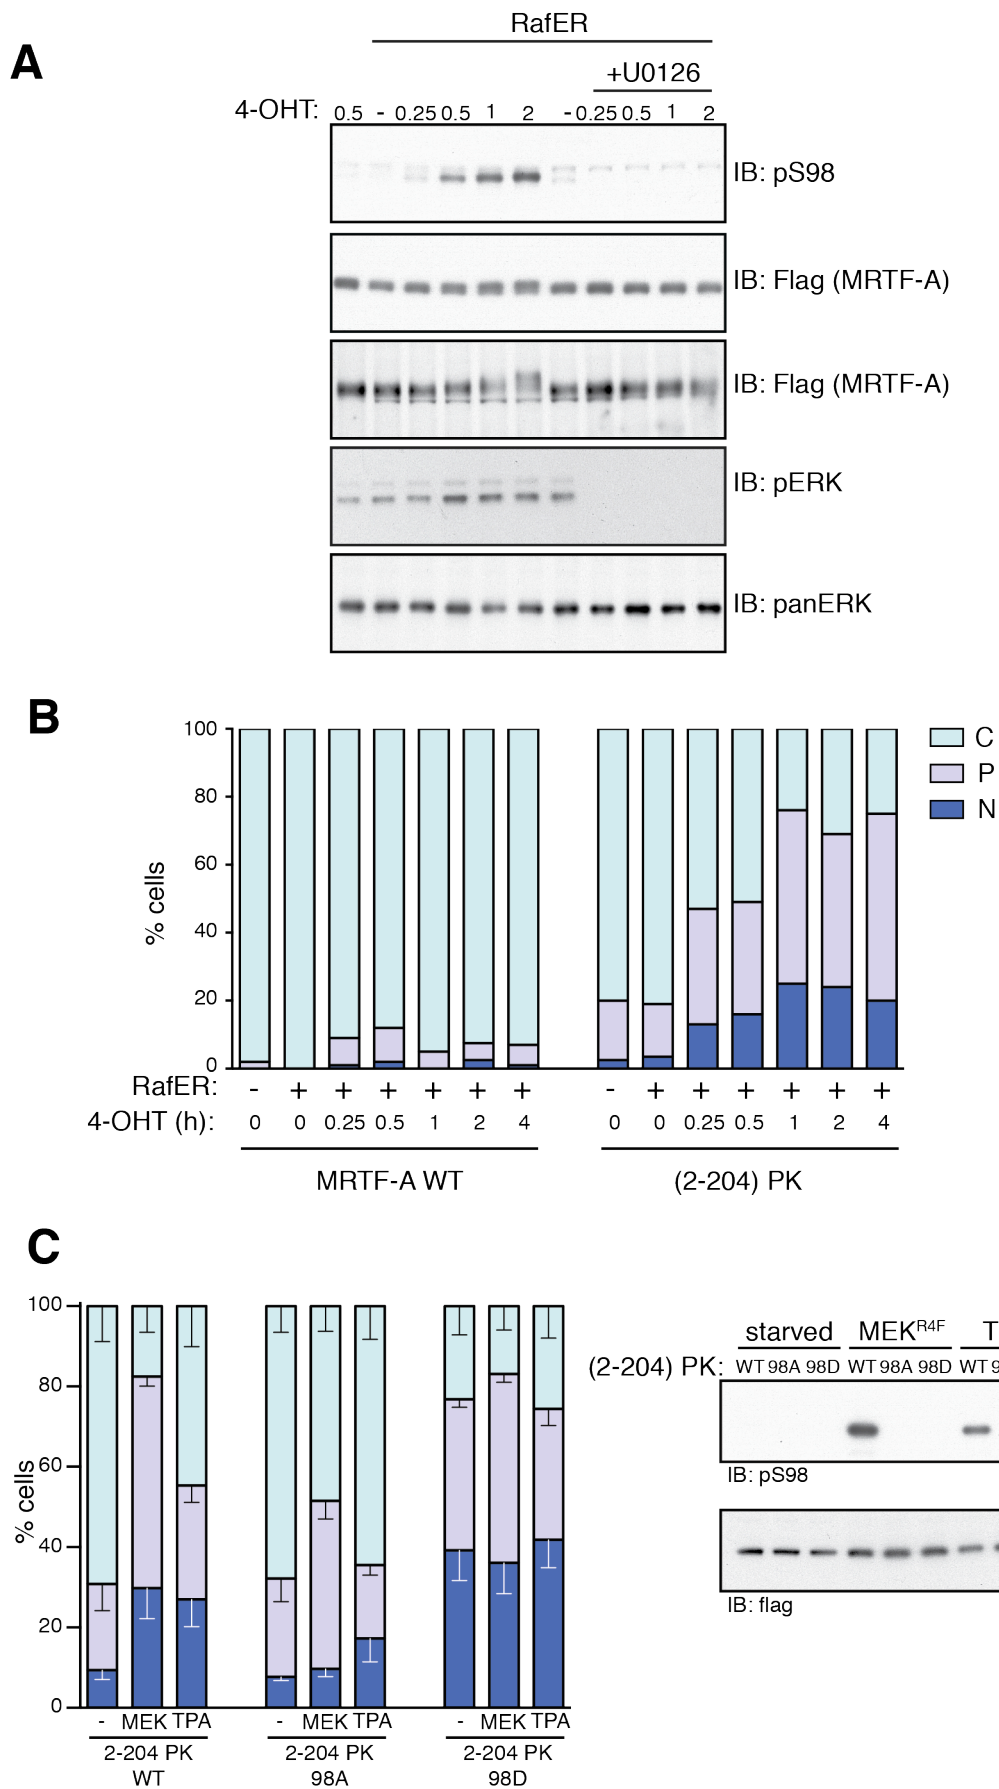 A
RafER
+U0126
4-OHT: 0.5 - 0.25 0.5 1 2 - 0.25 0.5 1 2
IB: pS98
IB: Flag (MRTF-A)
IB: Flag (MRTF-A)
IB: pERK
IB: panERK
B
100
80
60
40
20
0
% cells
C
P
N
RafER: - + + + + + + - + + + + + +
4-OHT (h): 0 0 0.25 0.5 1 2 4 0 0 0.25 0.5 1 2 4
MRTF-A WT (2-204) PK
C
100
80
60
40
20
0
% cells
- MEK TPA - MEK TPA - MEK TPA
2-204 PK 2-204 PK 2-204 PK
WT 98A 98D
starved MEKR4F T
(2-204) PK: WT 98A 98D WT 98A 98D WT 9
IB: pS98
IB: flag